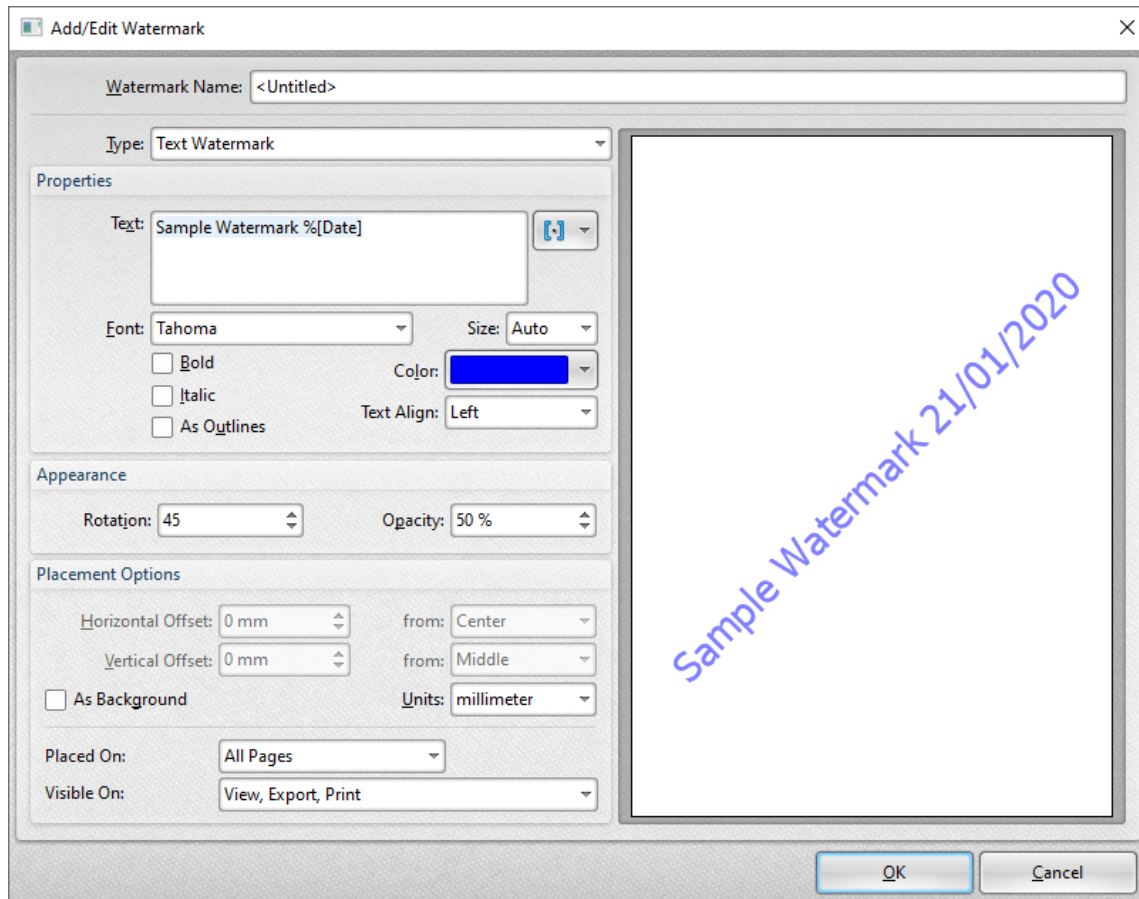 Add/Edit Watermark
Watermark Name: <Untitled>
Type: Text Watermark
Properties
Text: Sample Watermark %[Date]
Font: Tahoma Size: Auto
Bold
Color:
Italic
Text Align: Left
As Outlines
Appearance
Rotation: 45 Opacity: 50 %
Placement Options
Horizontal Offset: 0 mm from: Center
Vertical Offset: 0 mm from: Middle
As Background Units: millimeter
Placed On: All Pages
Visible On: View, Export, Print
Sample Watermark 21/01/2020
OK Cancel